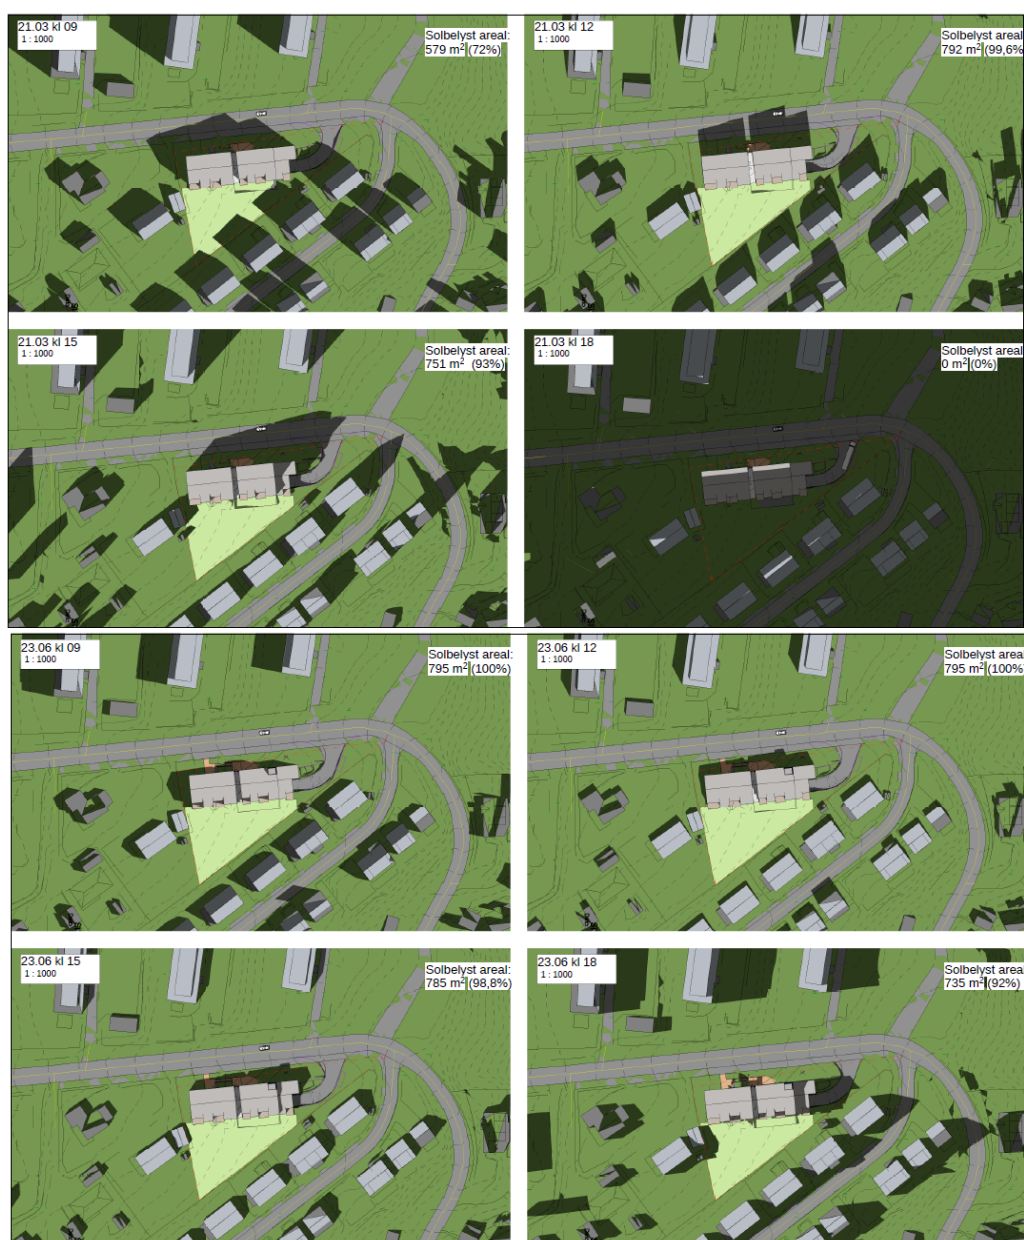 21.03 kl 09
1 : 1000
Solbelyst areal:
579 m² (72%)
21.03 kl 12
1 : 1000
Solbelyst areal
792 m² (99,6%
21.03 kl 15
1 : 1000
Solbelyst areal:
751 m² (93%)
21.03 kl 18
1 : 1000
Solbelyst areal:
0 m² (0%)
23.06 kl 09
1 : 1000
Solbelyst areal:
795 m² (100%)
23.06 kl 12
1 : 1000
Solbelyst areal
795 m² (100%
23.06 kl 15
1 : 1000
Solbelyst areal:
785 m² (98,8%)
23.06 kl 18
1 : 1000
Solbelyst areal
735 m² (92%)